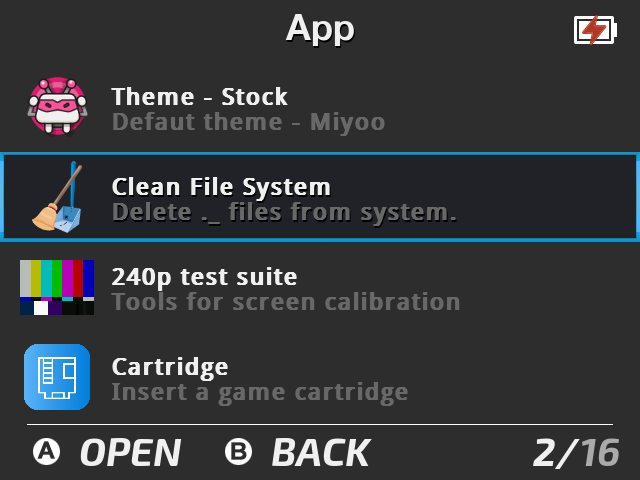 App
Theme - Stock
Defaut theme - Miyoo
Clean File System
Delete ._ files from system.
240p test suite
Tools for screen calibration
Cartridge
Insert a game cartridge
A OPEN B BACK 2/16